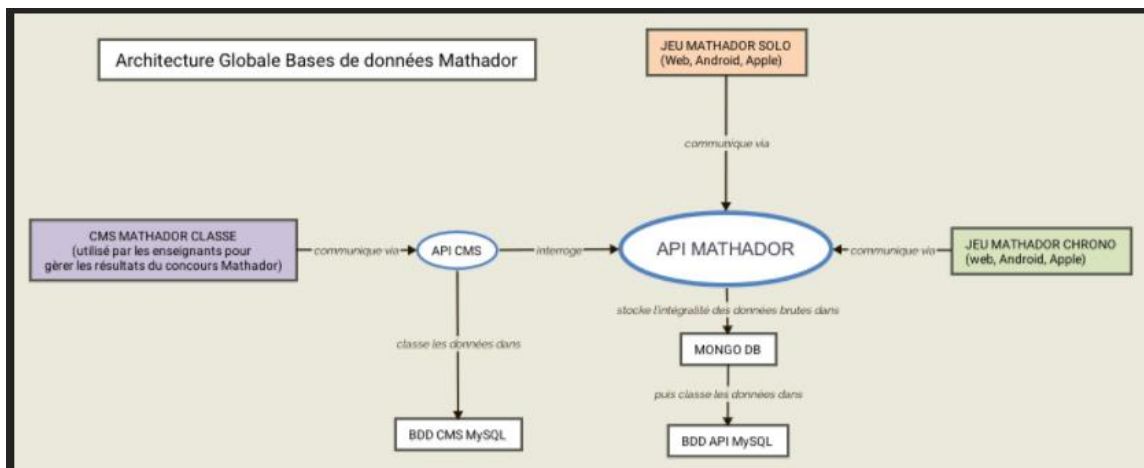 Architecture Globale Bases de données Mathador
JEU MATHADOR SOLO
(Web, Android, Apple)
communique via
CMS MATHADOR CLASSE
(utilisé par les enseignants pour
gèrer les résultats du concours Mathador)
communique via
API CMS
interroge
API MATHADOR
communique via
JEU MATHADOR CHRONO
(web, Android, Apple)
stocke l'intégralité des données brutes dans
classe les données dans
MONGO DB
puis classe les données dans
BDD CMS MySQL
BDD API MySQL